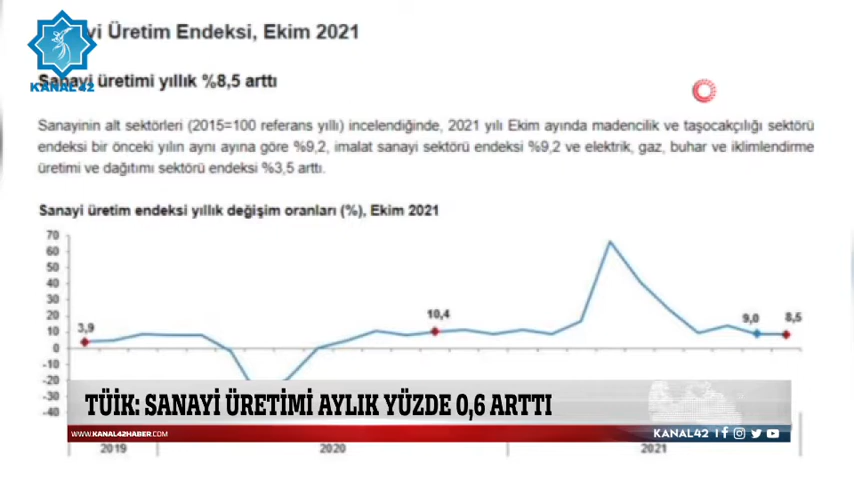 Sanayi Üretim Endeksi, Ekim 2021
Sanayi üretimi yıllık %8,5 arttı
KANAL 42
Sanayinin alt sektörleri (2015=100 referans yıllı) incelendiğinde, 2021 yılı Ekim ayında madencilik ve taşocakçılığı sektörü
endeksi bir önceki yılın aynı ayına göre %9,2, imalat sanayi sektörü endeksi %9,2 ve elektrik, gaz, buhar ve iklimlendirme
üretimi ve dağıtımı sektörü endeksi %3,5 arttı.
Sanayi üretim endeksi yıllık değişim oranları (%), Ekim 2021
70
60
50
40
30
20
10
0
-10
-20
-30
-40
3,9
10,4
9,0
8,5
TÜİK: SANAYİ ÜRETİMİ AYLIK YÜZDE 0,6 ARTTI
WWW.KANAL42HABER.COM
KANAL42
2019
2020
2021